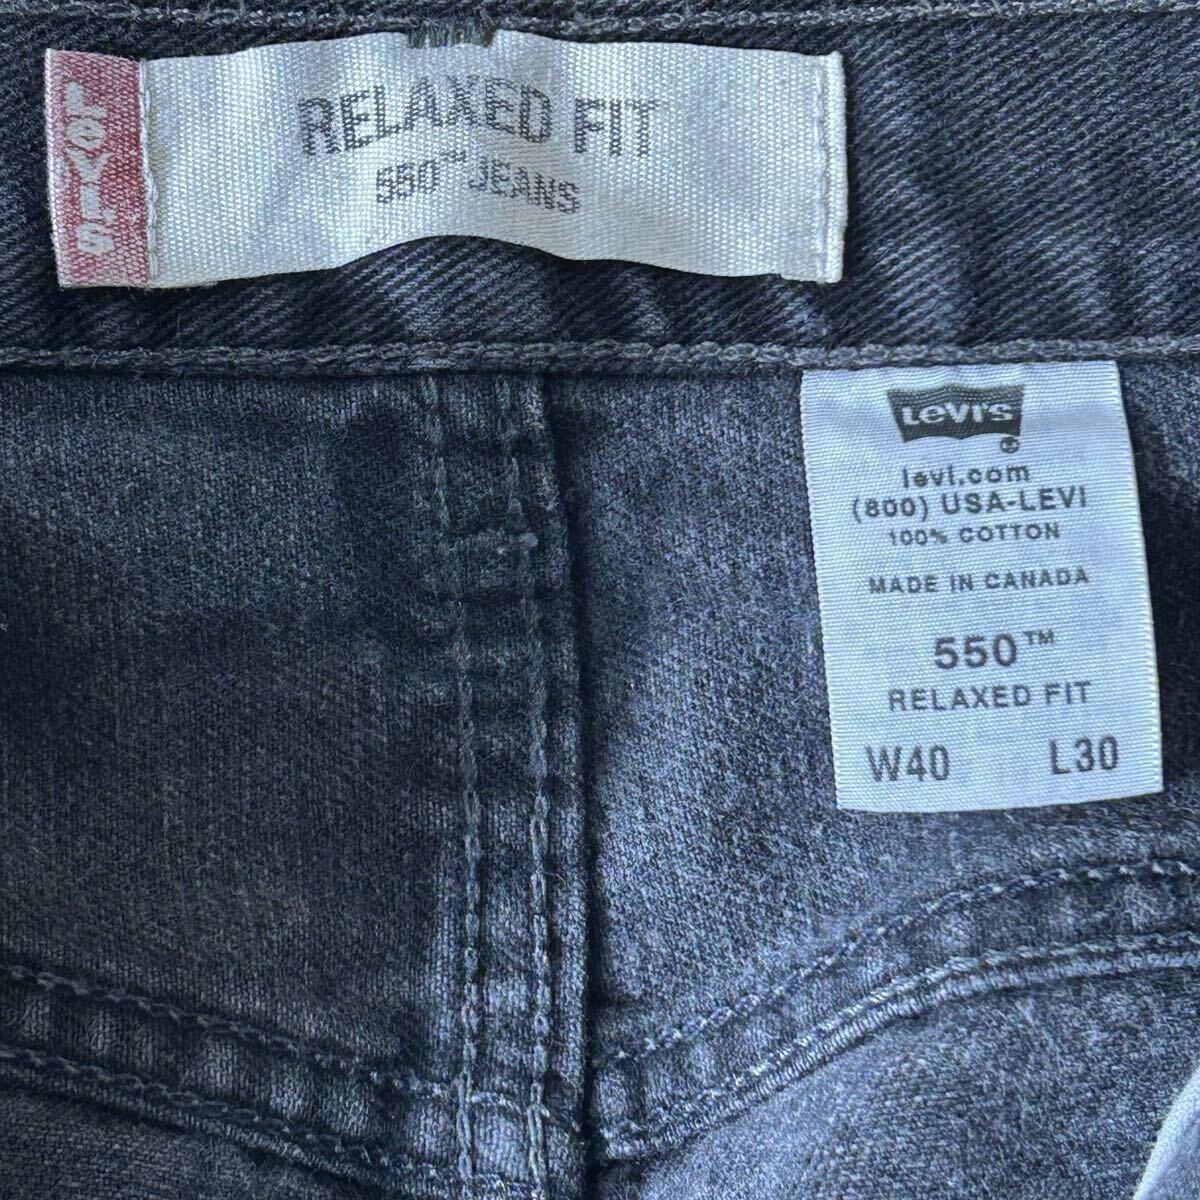 LEVI'S
RELAXED FIT
550™ JEANS
LEVI'S
®
levi.com
(800) USA-LEVI
100% COTTON
MADE IN CANADA
550™
RELAXED FIT
W40 L30